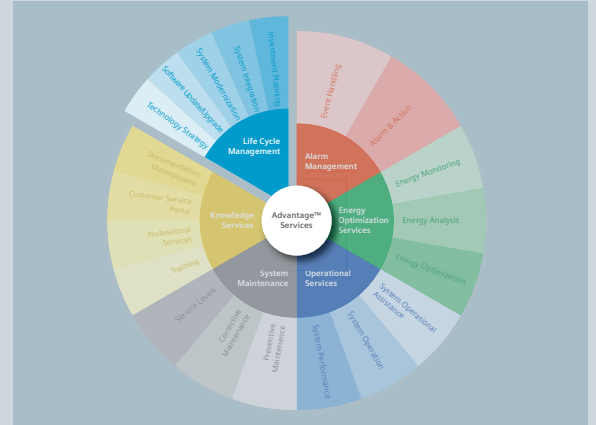 Advantage™
Services
Life Cycle
Management
Technology Strategy
Software Update/Upgrade
System Modernization
System Integration
Investment Planning
Alarm
Management
Event Handling
Alarm & Action
Energy
Optimization
Services
Energy Monitoring
Energy Analysis
Energy Optimization
Operational
Services
System Operational
Assistance
System Operation
System Performance
System
Maintenance
Preventive
Maintenance
Corrective
Maintenance
Service Levels
Knowledge
Services
Training
Professional
Services
Customer Service
Portal
Documentation
Management